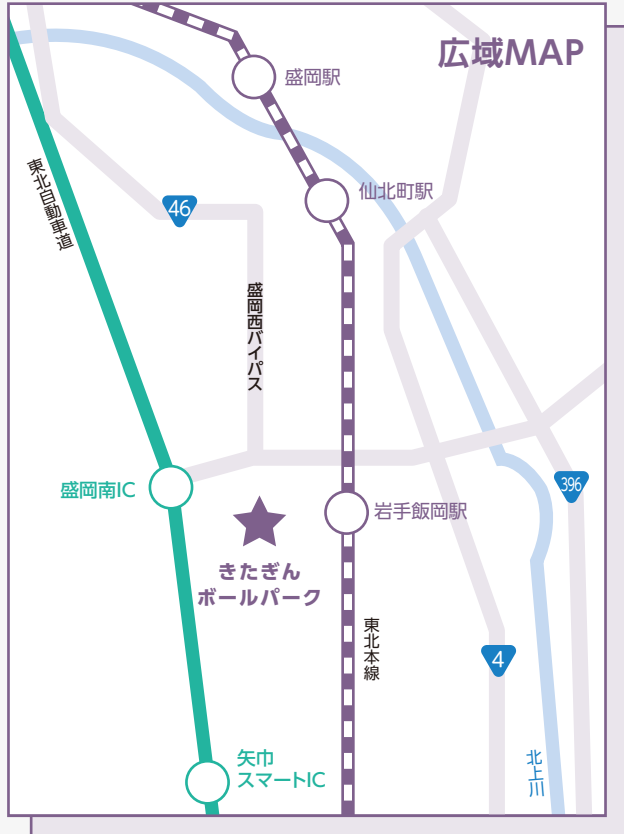 広域MAP
盛岡駅
仙北町駅
46
東北自動車道
盛岡西バイパス
盛岡南IC
岩手飯岡駅
396
きたぎん
ボールパーク
東北本線
4
矢巾
スマートIC
北上川